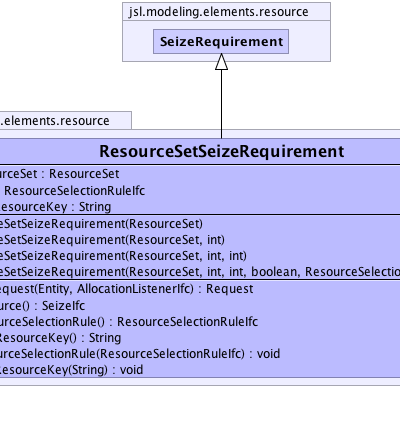 jsl.modeling.elements.resource
SeizeRequirement
.elements.resource
ResourceSetSeizeRequirement
urceSet : ResourceSet
ResourceSelectionRuleIfc
esourceKey : String
eSetSeizeRequirement(ResourceSet)
eSetSeizeRequirement(ResourceSet, int)
eSetSeizeRequirement(ResourceSet, int, int)
eSetSeizeRequirement(ResourceSet, int, int, boolean, ResourceSelectio
equest(Entity, AllocationListenerIfc) : Request
urce() : SeizeIfc
urceSelectionRule() : ResourceSelectionRuleIfc
ResourceKey() : String
urceSelectionRule(ResourceSelectionRuleIfc) : void
ResourceKey(String) : void